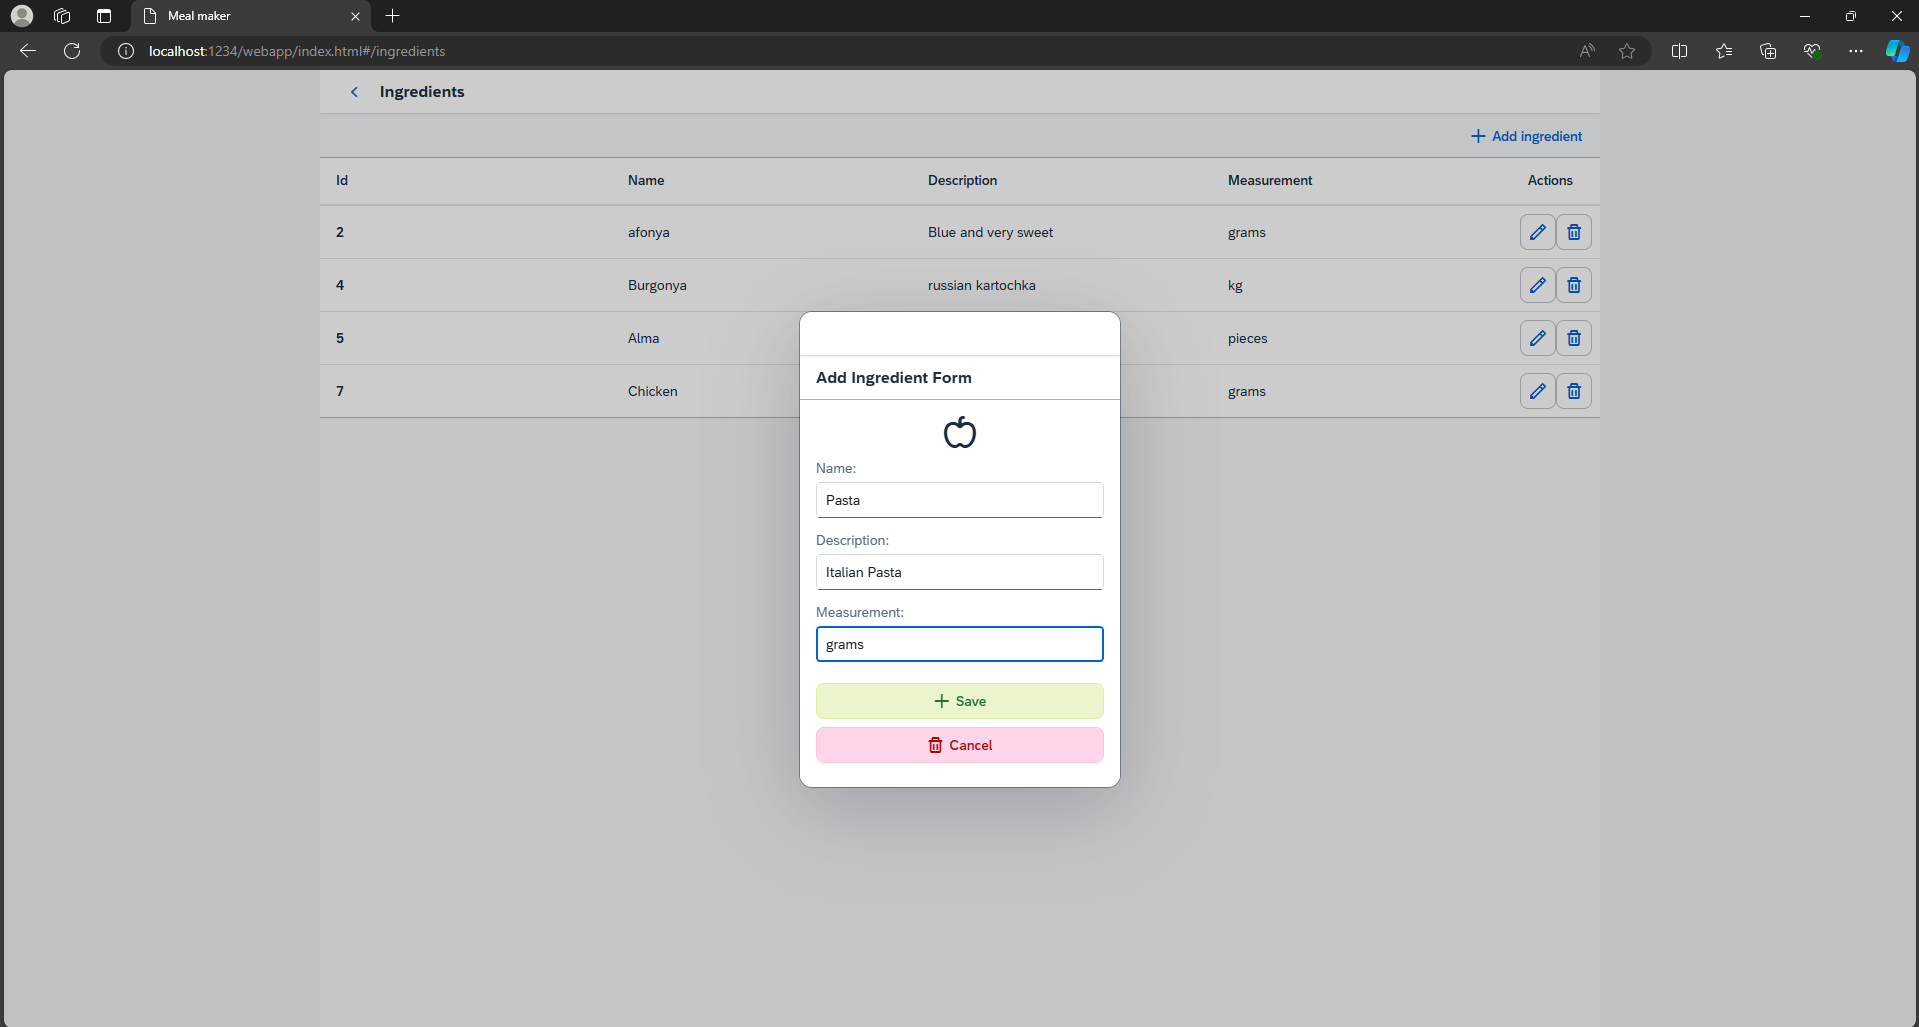 Meal maker
localhost:1234/webapp/index.html#/ingredients
Ingredients
Add ingredient
Id Name Description Measurement Actions
2 afonya Blue and very sweet grams
4 Burgonya russian kartochka kg
5 Alma pieces
7 Chicken grams
Add Ingredient Form
Name:
Pasta
Description:
Italian Pasta
Measurement:
grams
Save
Cancel